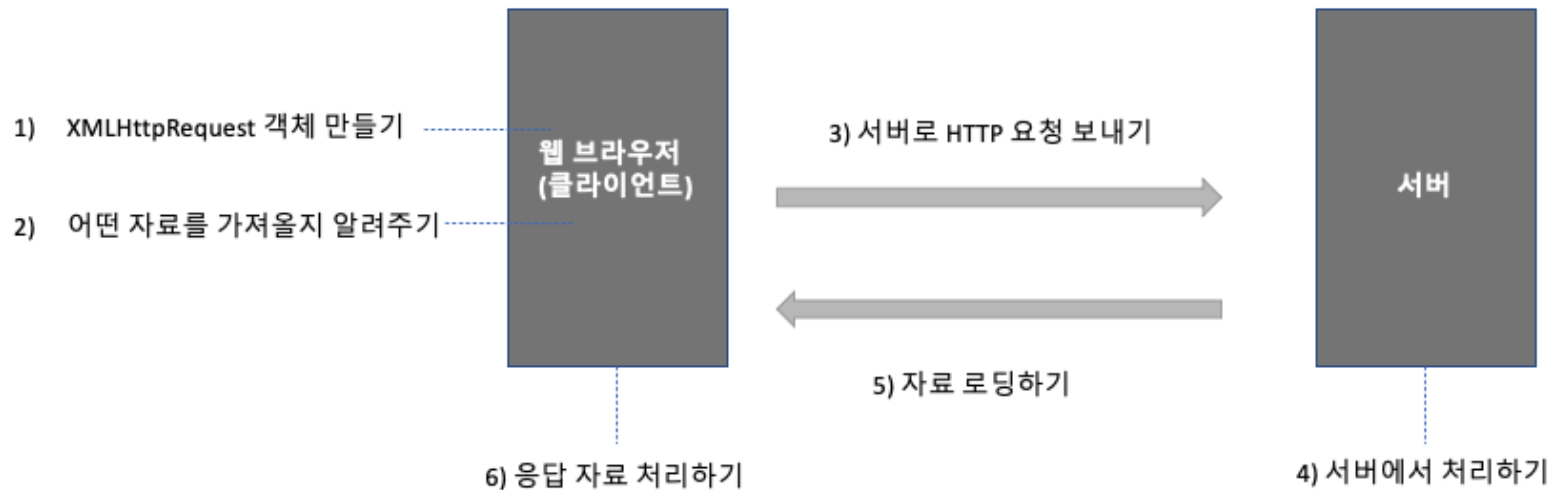 1) XMLHttpRequest 객체 만들기
2) 어떤 자료를 가져올지 알려주기
웹 브라우저
(클라이언트)
3) 서버로 HTTP 요청 보내기
서버
5) 자료 로딩하기
6) 응답 자료 처리하기
4) 서버에서 처리하기